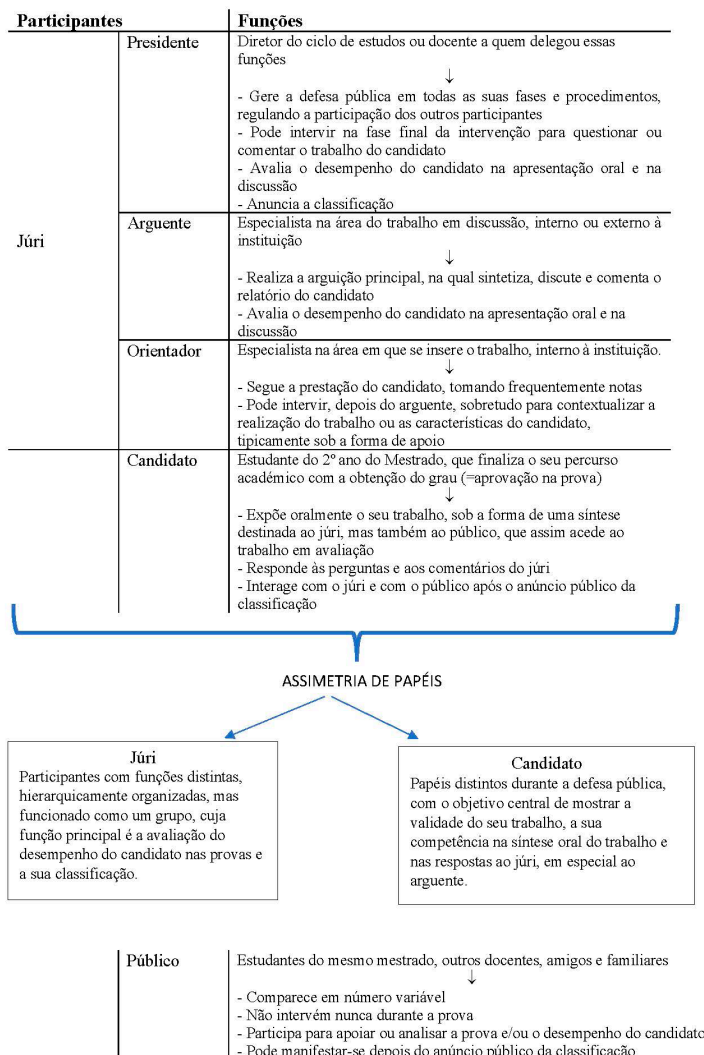 Participantes Funções
Presidente Diretor do ciclo de estudos ou docente a quem delegou essas
funções
↓
- Gere a defesa pública em todas as suas fases e procedimentos,
regulando a participação dos outros participantes
- Pode intervir na fase final da intervenção para questionar ou
comentar o trabalho do candidato
- Avalia o desempenho do candidato na apresentação oral e na
discussão
- Anuncia a classificação
Júri
Arguente Especialista na área do trabalho em discussão, interno ou externo à
instituição
↓
- Realiza a arguição principal, na qual sintetiza, discute e comenta o
relatório do candidato
- Avalia o desempenho do candidato na apresentação oral e na
discussão
Orientador Especialista na área em que se insere o trabalho, interno à instituição.
↓
- Segue a prestação do candidato, tomando frequentemente notas
- Pode intervir, depois do arguente, sobretudo para contextualizar a
realização do trabalho ou as características do candidato,
tipicamente sob a forma de apoio
Candidato Estudante do 2º ano do Mestrado, que finaliza o seu percurso
académico com a obtenção do grau (=aprovação na prova)
↓
- Expõe oralmente o seu trabalho, sob a forma de uma síntese
destinada ao júri, mas também ao público, que assim acede ao
trabalho em avaliação
- Responde às perguntas e aos comentários do júri
- Interage com o júri e com o público após o anúncio público da
classificação
ASSIMETRIA DE PAPÉIS
Júri
Participantes com funções distintas,
hierarquicamente organizadas, mas
funcionado como um grupo, cuja
função principal é a avaliação do
desempenho do candidato nas provas e
a sua classificação.
Candidato
Papéis distintos durante a defesa pública,
com o objetivo central de mostrar a
validade do seu trabalho, a sua
competência na síntese oral do trabalho e
nas respostas ao júri, em especial ao
arguente.
Público Estudantes do mesmo mestrado, outros docentes, amigos e familiares
↓
- Comparece em número variável
- Não intervém nunca durante a prova
- Participa para apoiar ou analisar a prova e/ou o desempenho do candidato
- Pode manifestar-se depois do anúncio público da classificação